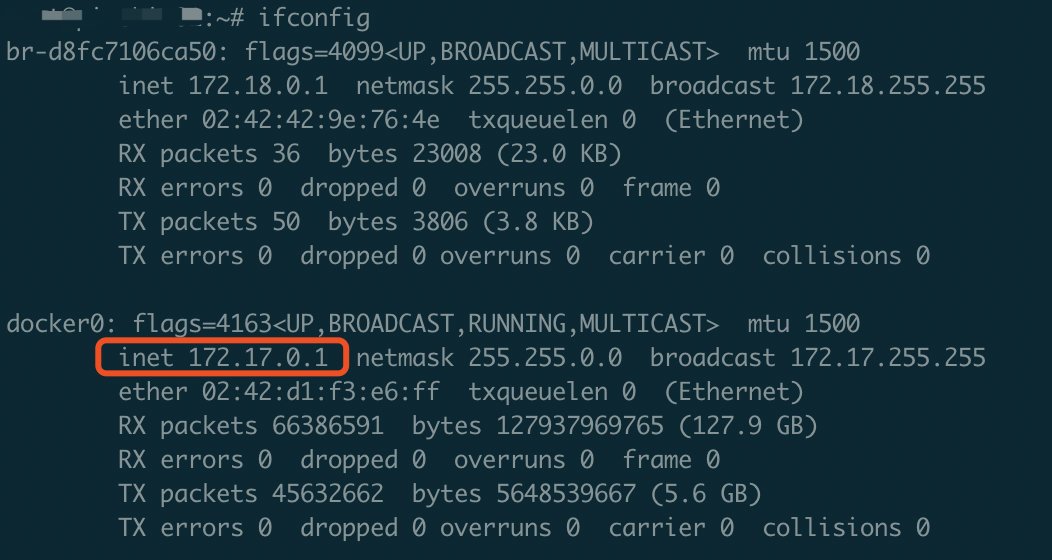 :~# ifconfig
br-d8fc7106ca50: flags=4099<UP,BROADCAST,MULTICAST>  mtu 1500
inet 172.18.0.1  netmask 255.255.0.0  broadcast 172.18.255.255
ether 02:42:42:9e:76:4e  txqueuelen 0  (Ethernet)
RX packets 36  bytes 23008 (23.0 KB)
RX errors 0  dropped 0  overruns 0  frame 0
TX packets 50  bytes 3806 (3.8 KB)
TX errors 0  dropped 0 overruns 0  carrier 0  collisions 0
docker0: flags=4163<UP,BROADCAST,RUNNING,MULTICAST>  mtu 1500
inet 172.17.0.1  netmask 255.255.0.0  broadcast 172.17.255.255
ether 02:42:d1:f3:e6:ff  txqueuelen 0  (Ethernet)
RX packets 66386591  bytes 127937969765 (127.9 GB)
RX errors 0  dropped 0  overruns 0  frame 0
TX packets 45632662  bytes 5648539667 (5.6 GB)
TX errors 0  dropped 0 overruns 0  carrier 0  collisions 0